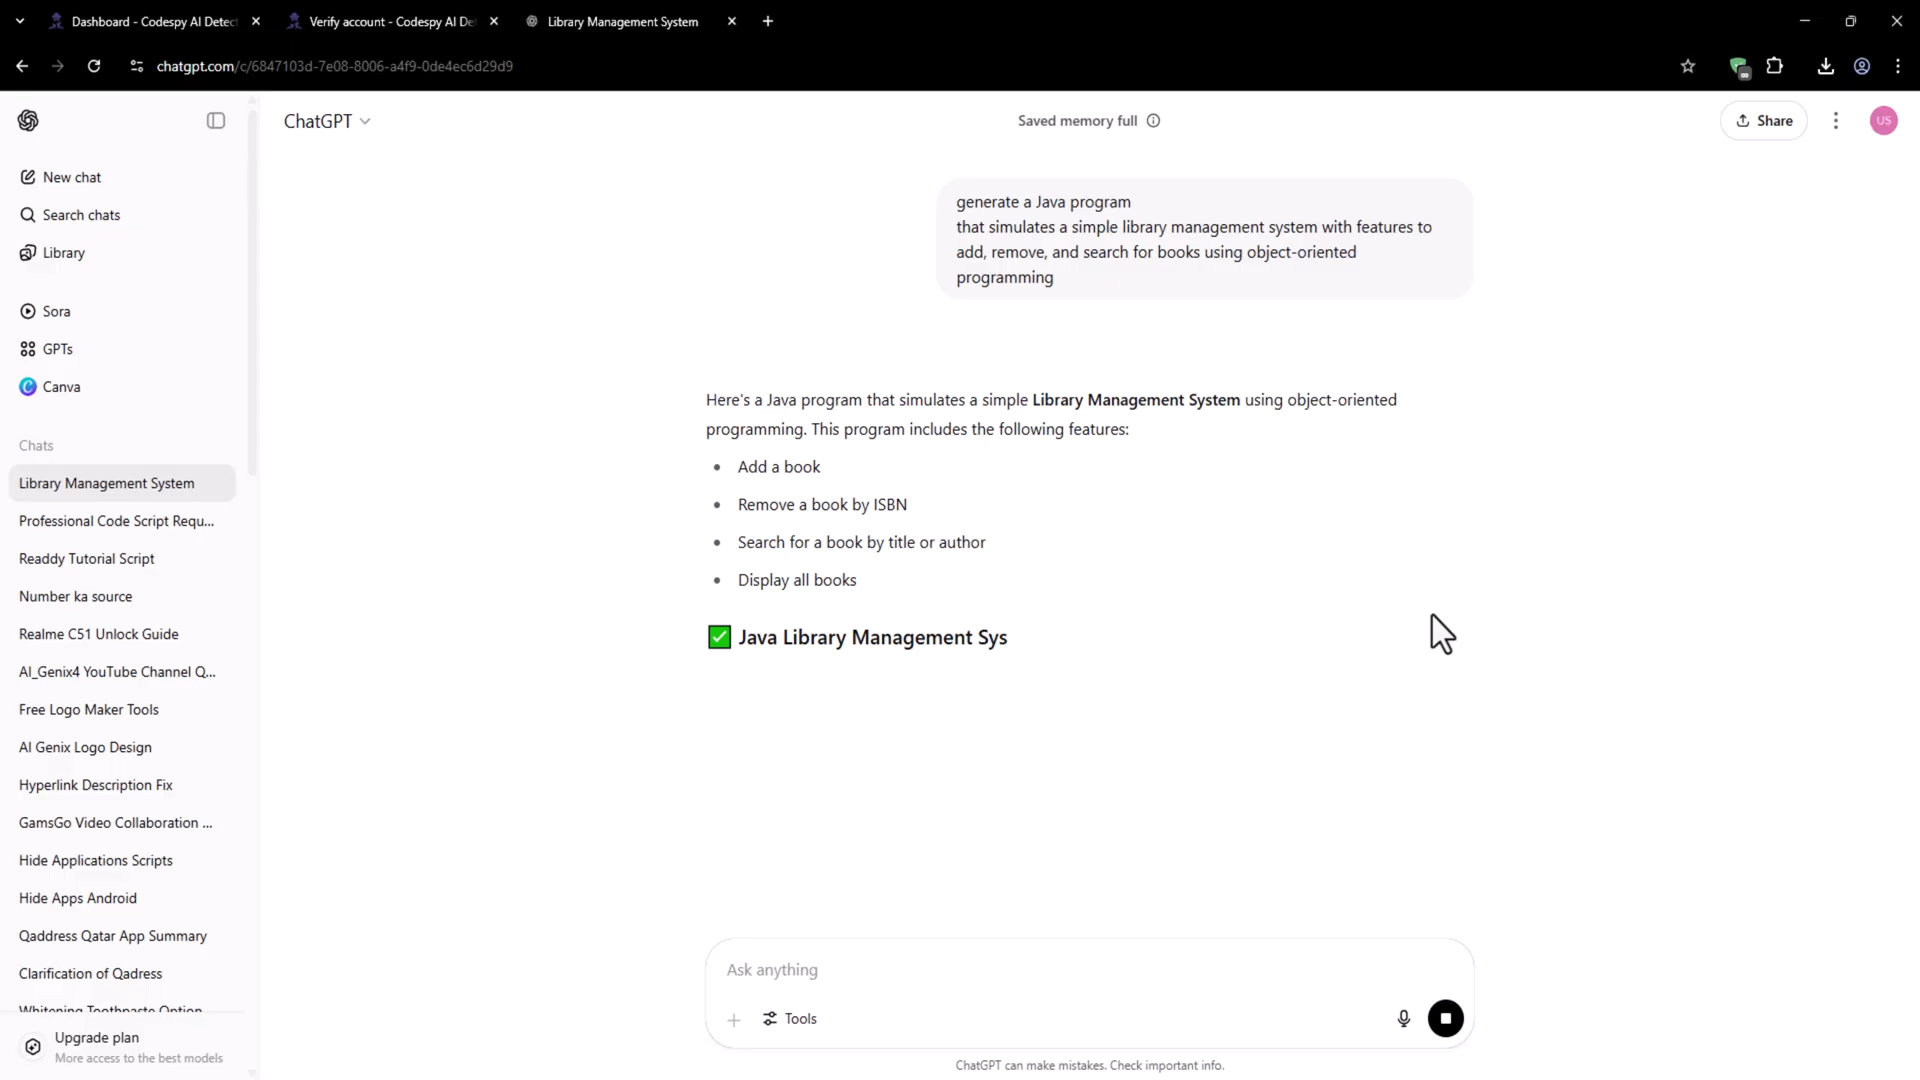 Dashboard - Codespy AI Detect
Verify account - Codespy AI De
Library Management System
chatgpt.com/c/6847103d-7e08-8006-a4f9-0de4ec6d29d9
ChatGPT
Saved memory full
Share
US
New chat
Search chats
Library
Sora
GPTs
Canva
Chats
Library Management System
Professional Code Script Requ...
Readdy Tutorial Script
Number ka source
Realme C51 Unlock Guide
AI_Genix4 YouTube Channel Q...
Free Logo Maker Tools
AI Genix Logo Design
Hyperlink Description Fix
GamsGo Video Collaboration ...
Hide Applications Scripts
Hide Apps Android
Qaddress Qatar App Summary
Clarification of Qadress
Whitening Toothpaste Option
Upgrade plan
More access to the best models
generate a Java program
that simulates a simple library management system with features to
add, remove, and search for books using object-oriented
programming
Here's a Java program that simulates a simple Library Management System using object-oriented
programming. This program includes the following features:
• Add a book
• Remove a book by ISBN
• Search for a book by title or author
• Display all books
✅ Java Library Management Sys
Ask anything
Tools
ChatGPT can make mistakes. Check important info.